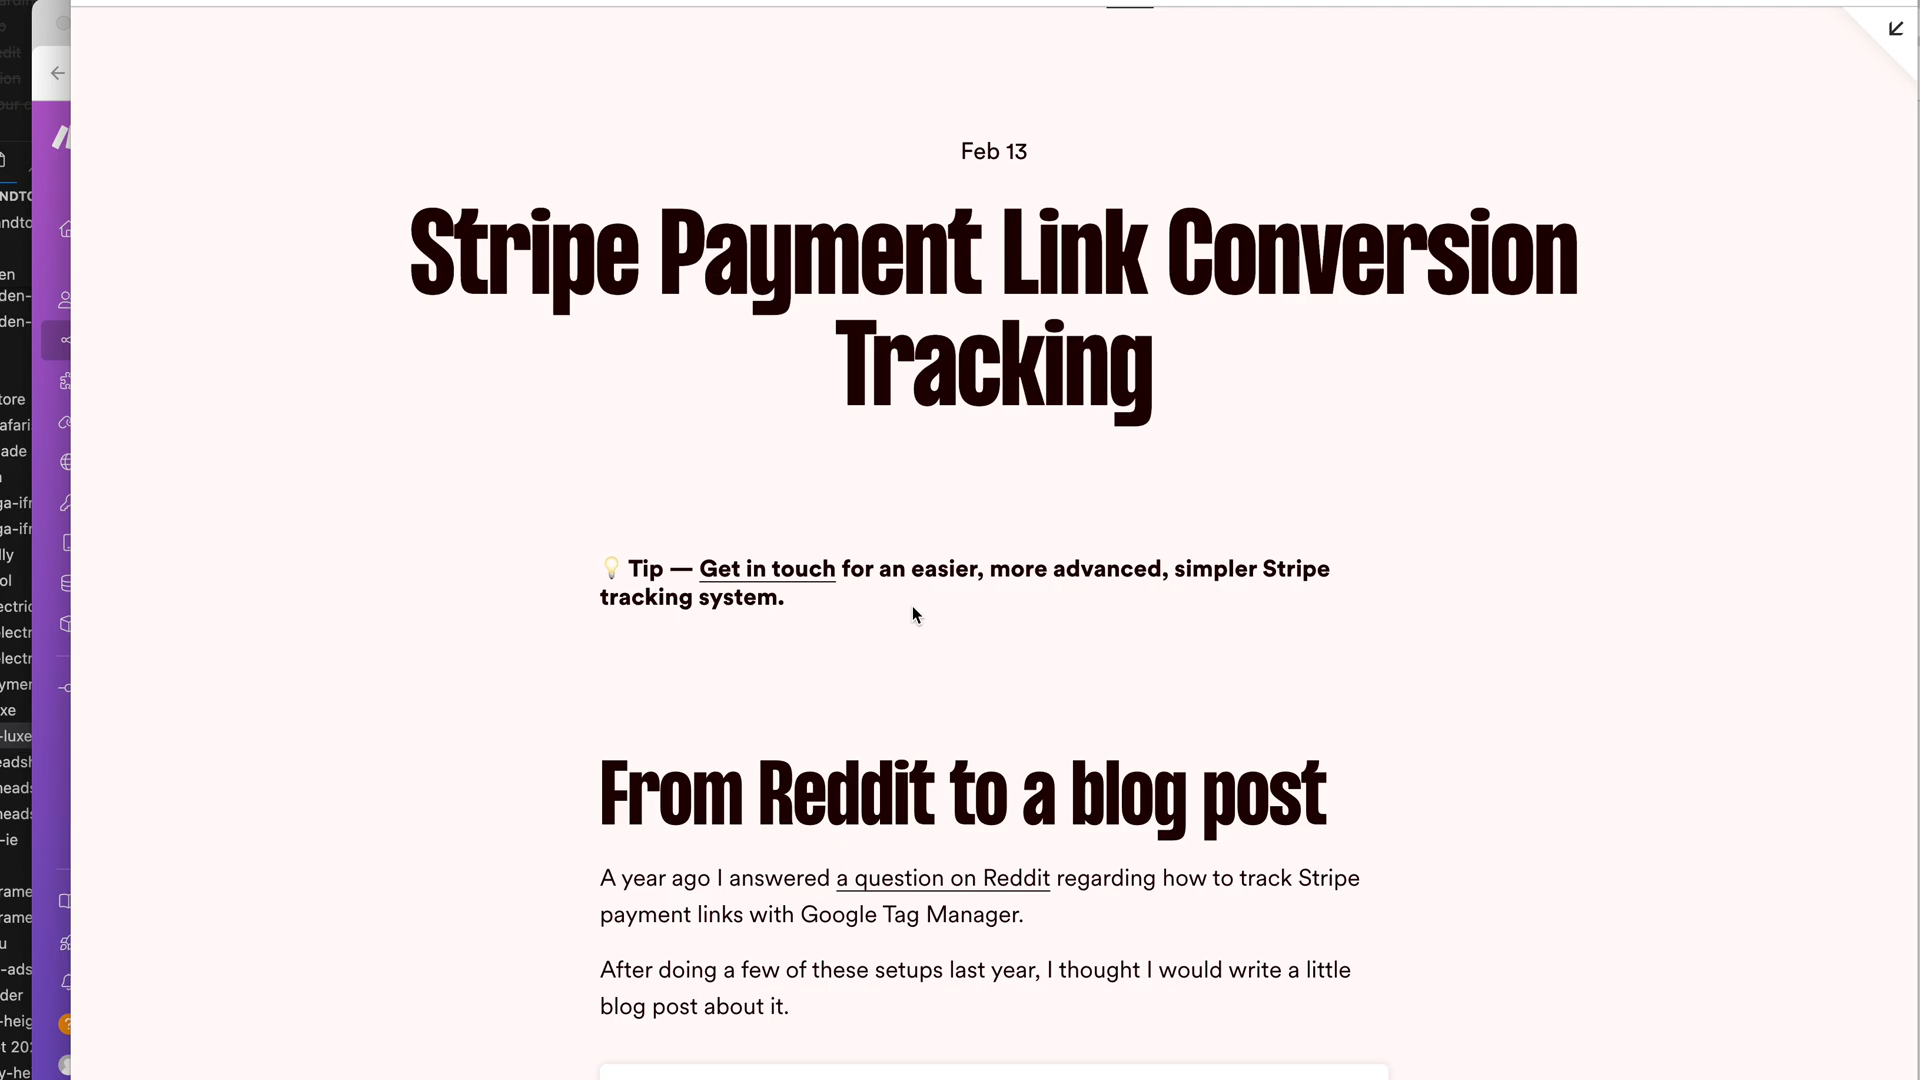 Feb 13
Stripe Payment Link Conversion
Tracking
💡 Tip — Get in touch for an easier, more advanced, simpler Stripe
tracking system.
From Reddit to a blog post
A year ago I answered a question on Reddit regarding how to track Stripe
payment links with Google Tag Manager.
After doing a few of these setups last year, I thought I would write a little
blog post about it.